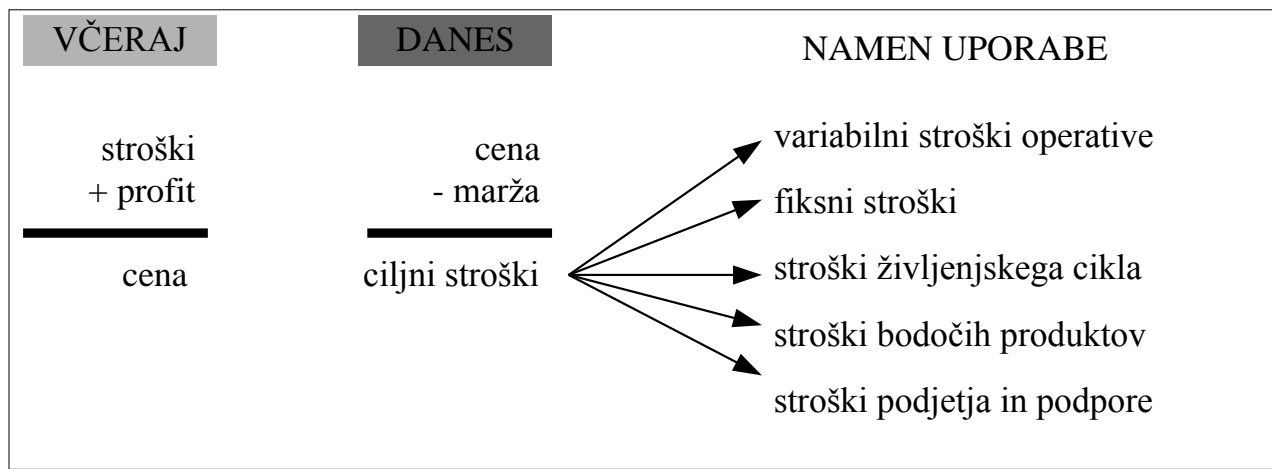 VČERAJ
stroški
+ profit
cena
DANES
cena
- marža
ciljni stroški
NAMEN UPORABE
variabilni stroški operative
fiksni stroški
stroški življenjskega cikla
stroški bodočih produktov
stroški podjetja in podpore